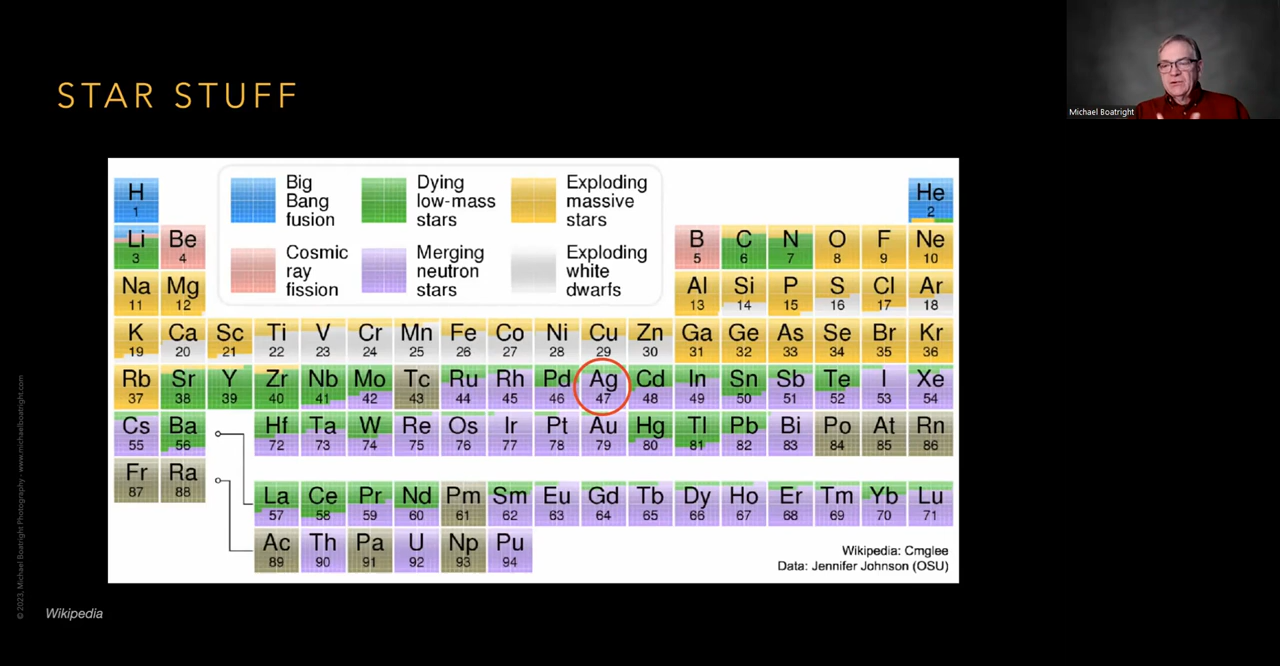 Michael Boatright
STAR STUFF
Big Bang fusion
Dying low-mass stars
Exploding massive stars
Cosmic ray fission
Merging neutron stars
Exploding white dwarfs
H 1
He 2
Li 3
Be 4
B 5
C 6
N 7
O 8
F 9
Ne 10
Na 11
Mg 12
Al 13
Si 14
P 15
S 16
Cl 17
Ar 18
K 19
Ca 20
Sc 21
Ti 22
V 23
Cr 24
Mn 25
Fe 26
Co 27
Ni 28
Cu 29
Zn 30
Ga 31
Ge 32
As 33
Se 34
Br 35
Kr 36
Rb 37
Sr 38
Y 39
Zr 40
Nb 41
Mo 42
Tc 43
Ru 44
Rh 45
Pd 46
Ag 47
Cd 48
In 49
Sn 50
Sb 51
Te 52
I 53
Xe 54
Cs 55
Ba 56
Hf 72
Ta 73
W 74
Re 75
Os 76
Ir 77
Pt 78
Au 79
Hg 80
Tl 81
Pb 82
Bi 83
Po 84
At 85
Rn 86
Fr 87
Ra 88
La 57
Ce 58
Pr 59
Nd 60
Pm 61
Sm 62
Eu 63
Gd 64
Tb 65
Dy 66
Ho 67
Er 68
Tm 69
Yb 70
Lu 71
Ac 89
Th 90
Pa 91
U 92
Np 93
Pu 94
Wikipedia: Cmglee
Data: Jennifer Johnson (OSU)
Wikipedia
© 2023, Michael Boatright Photography - www.michaelboatright.com